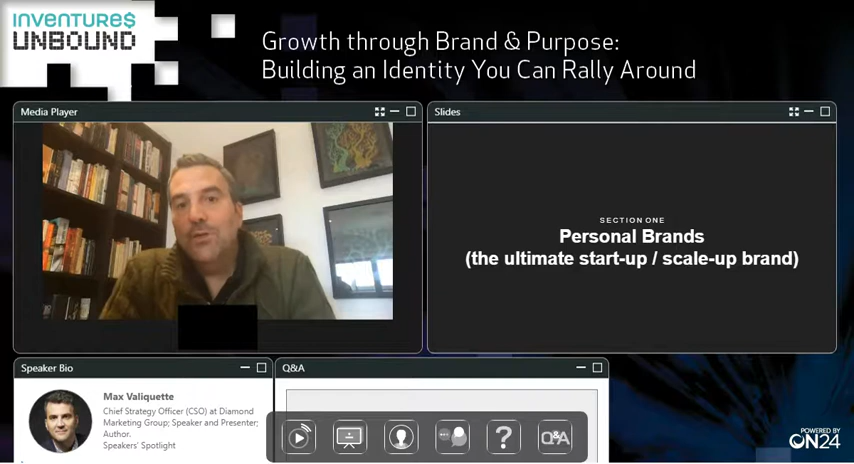 inventure$
UNBOUND
Growth through Brand & Purpose:
Building an Identity You Can Rally Around
Media Player
Slides
SECTION ONE
Personal Brands
(the ultimate start-up / scale-up brand)
Speaker Bio
Q&A
Max Valiquette
Chief Strategy Officer (CSO) at Diamond
Marketing Group; Speaker and Presenter;
Author.
Speakers' Spotlight
?
Q&A
POWERED BY
ON24